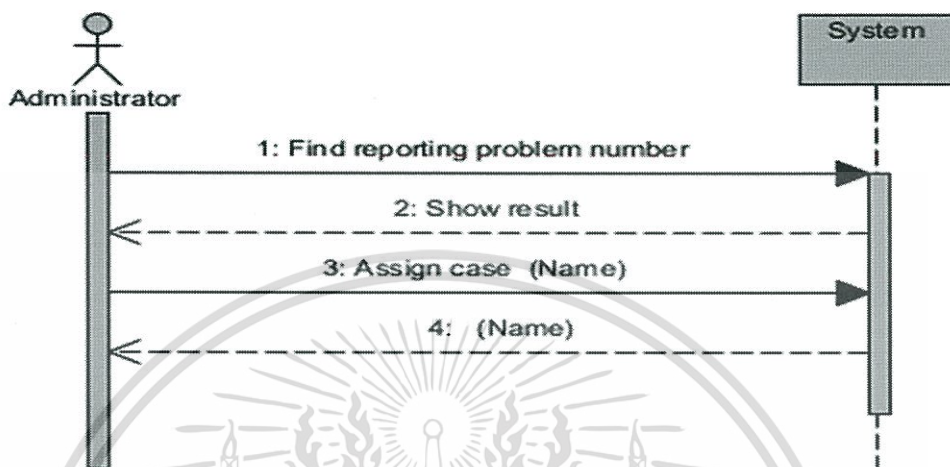 System
Administrator
1: Find reporting problem number
2: Show result
3: Assign case (Name)
4: (Name)